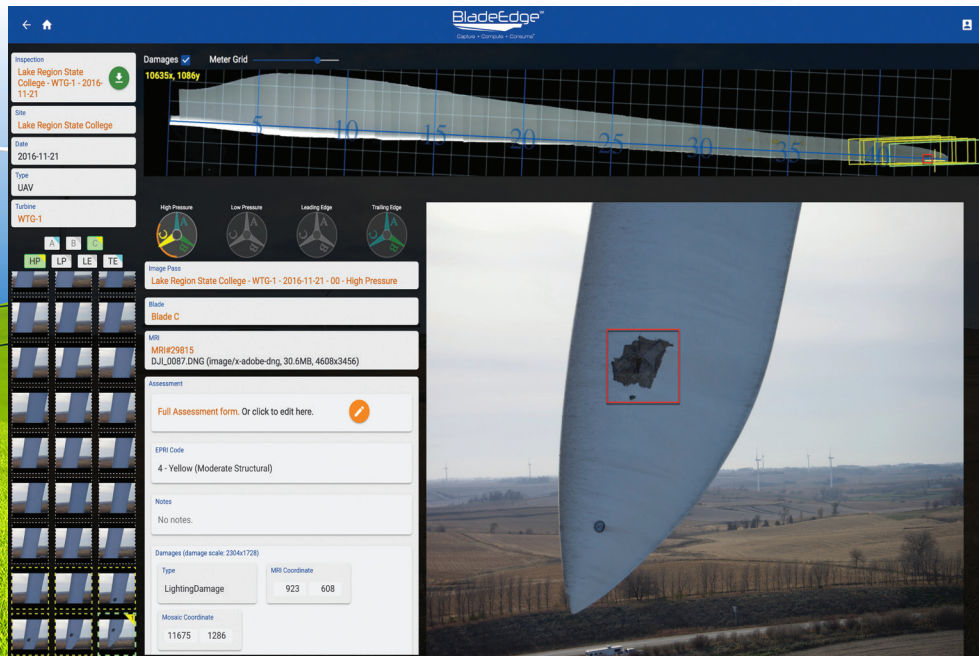 BladeEdge™
Capture • Compute • Consume®
Inspection
Lake Region State
College - WTG-1 - 2016-
11-21
Site
Lake Region State College
Date
2016-11-21
Type
UAV
Turbine
WTG-1
A B C
HP LP LE TE
Damages Meter Grid
10635x, 1086y
5 10 15 20 25 30 35
High Pressure Low Pressure Leading Edge Trailing Edge
A B C
A B C
A B C
A B C
Image Pass
Lake Region State College - WTG-1 - 2016-11-21 - 00 - High Pressure
Blade
Blade C
MRI
MRI#29815
DJI_0087.DNG (image/x-adobe-dng, 30.6MB, 4608x3456)
Assessment
Full Assessment form. Or click to edit here.
EPRI Code
4 - Yellow (Moderate Structural)
Notes
No notes.
Damages (damage scale: 2304x1728)
Type
LightingDamage
MRI Coordinate
923 608
Mosaic Coordinate
11675 1286